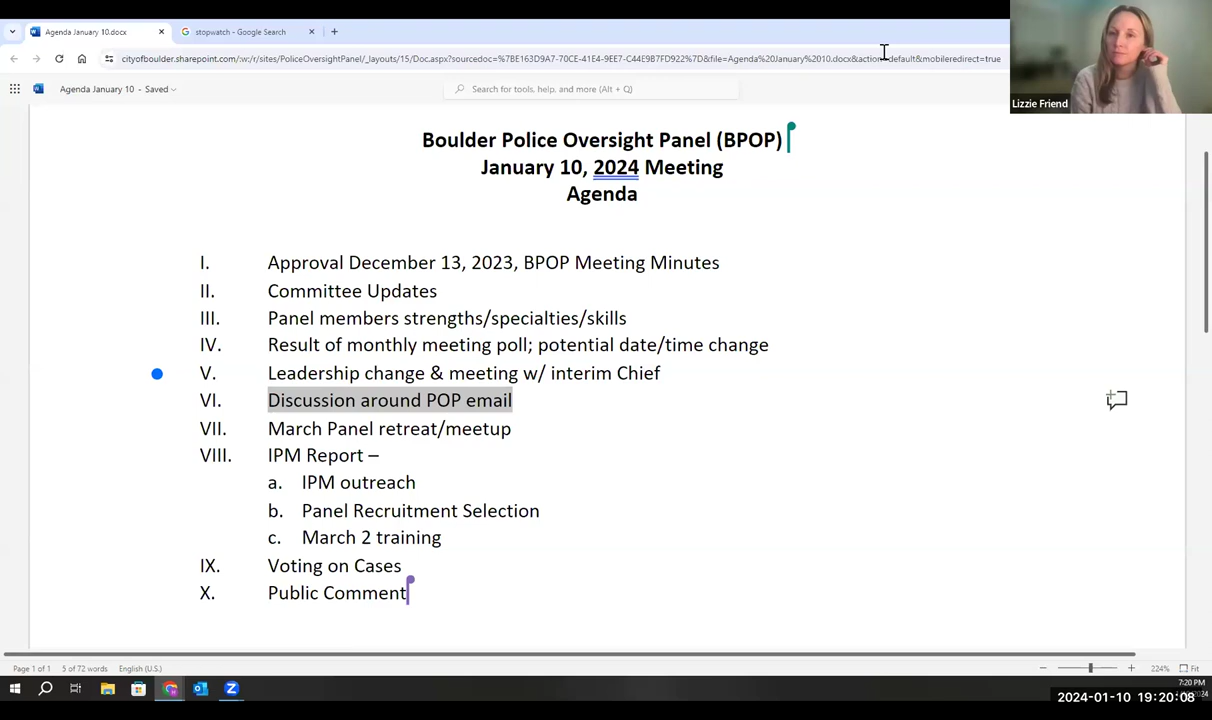 Agenda January 10.docx
stopwatch - Google Search
cityofboulder.sharepoint.com/:w:/r/sites/PoliceOversightPanel/_layouts/15/Doc.aspx?sourcedoc=%7BE163D9A7-70CE-41E4-9EE7-C44E9B7FD922%7D&file=Agenda%20January%2010.docx&action=default&mobileredirect=true
Agenda January 10 - Saved
Search for tools, help, and more (Alt + Q)
Lizzie Friend
Boulder Police Oversight Panel (BPOP)
January 10, 2024 Meeting
Agenda
I. Approval December 13, 2023, BPOP Meeting Minutes
II. Committee Updates
III. Panel members strengths/specialties/skills
IV. Result of monthly meeting poll; potential date/time change
V. Leadership change & meeting w/ interim Chief
VI. Discussion around POP email
VII. March Panel retreat/meetup
VIII. IPM Report –
a. IPM outreach
b. Panel Recruitment Selection
c. March 2 training
IX. Voting on Cases
X. Public Comment
Page 1 of 1 5 of 72 words English (U.S.) 224% Fit
7:20 PM
2024-01-10 19:20:08